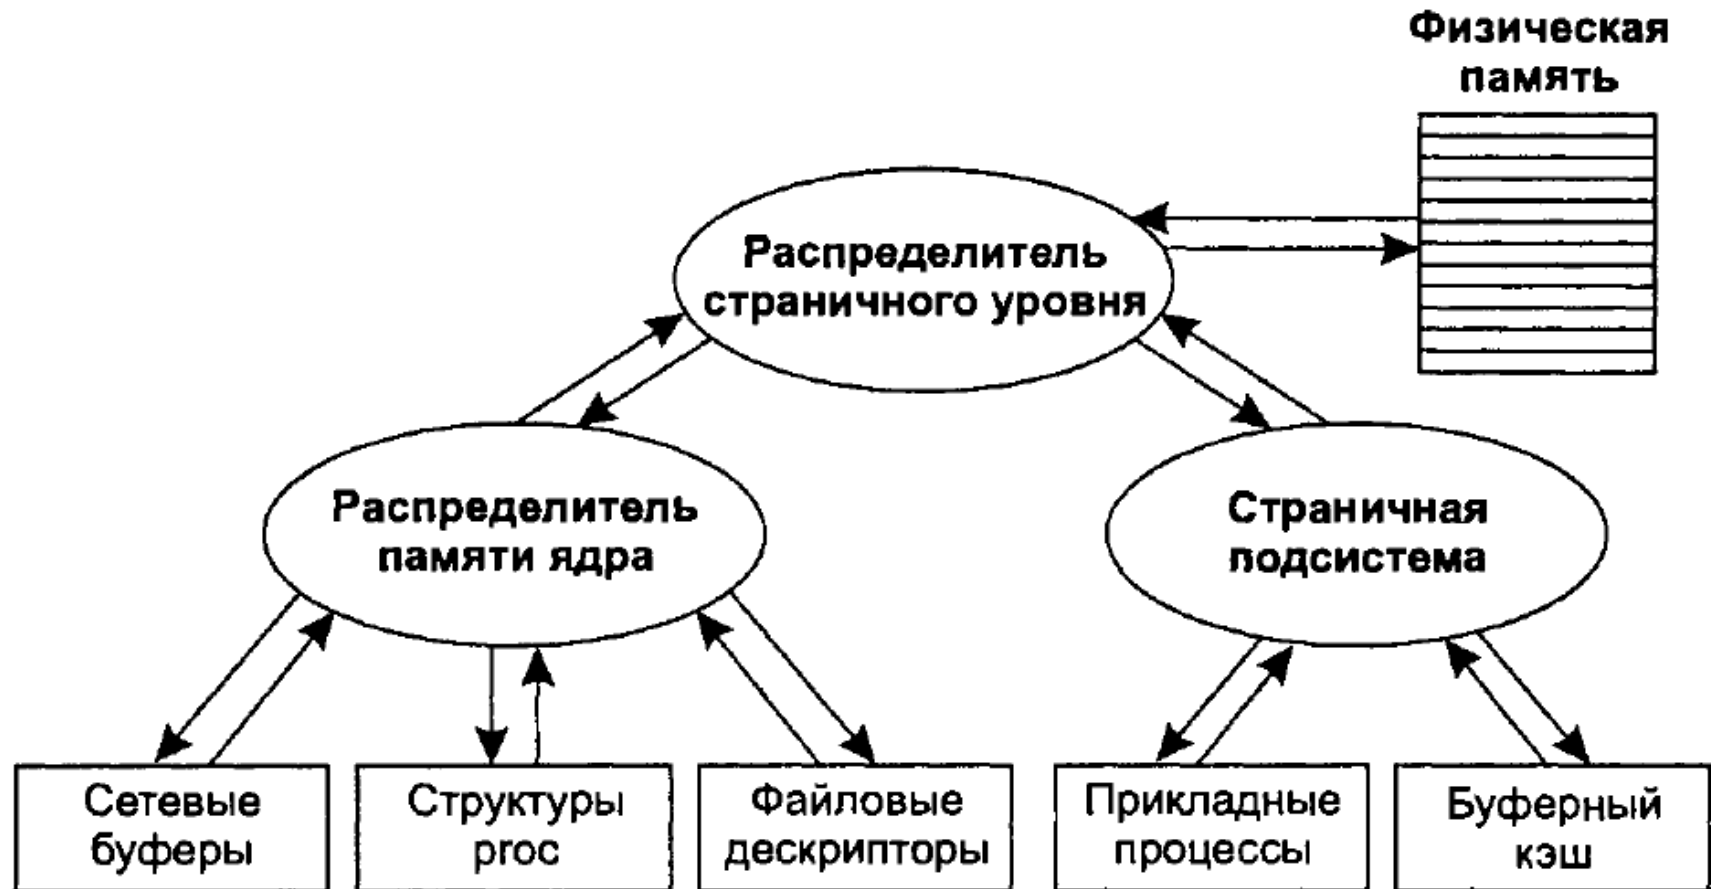 Физическая
память
Распределитель
страничного уровня
Распределитель
памяти ядра
Страничная
подсистема
Сетевые
буферы
Структуры
proc
Файловые
дескрипторы
Прикладные
процессы
Буферный
кэш